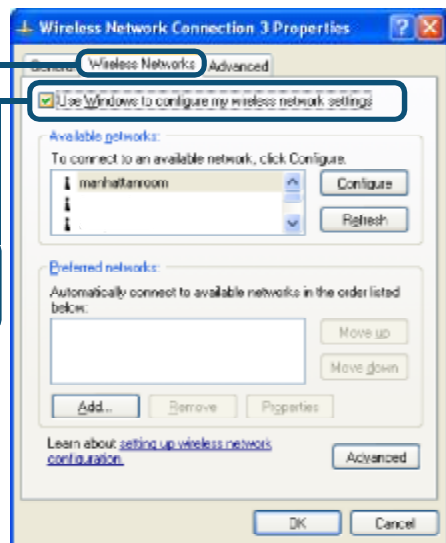 Wireless Network Connection 3 Properties
General Wireless Networks Advanced
Use Windows to configure my wireless network settings
Available networks:
To connect to an available network, click Configure.
manhattanroom
Configure
Refresh
Preferred networks:
Automatically connect to available networks in the order listed
below:
Move up
Move down
Add... Remove Properties
Learn about setting up wireless network
configuration.
Advanced
OK Cancel